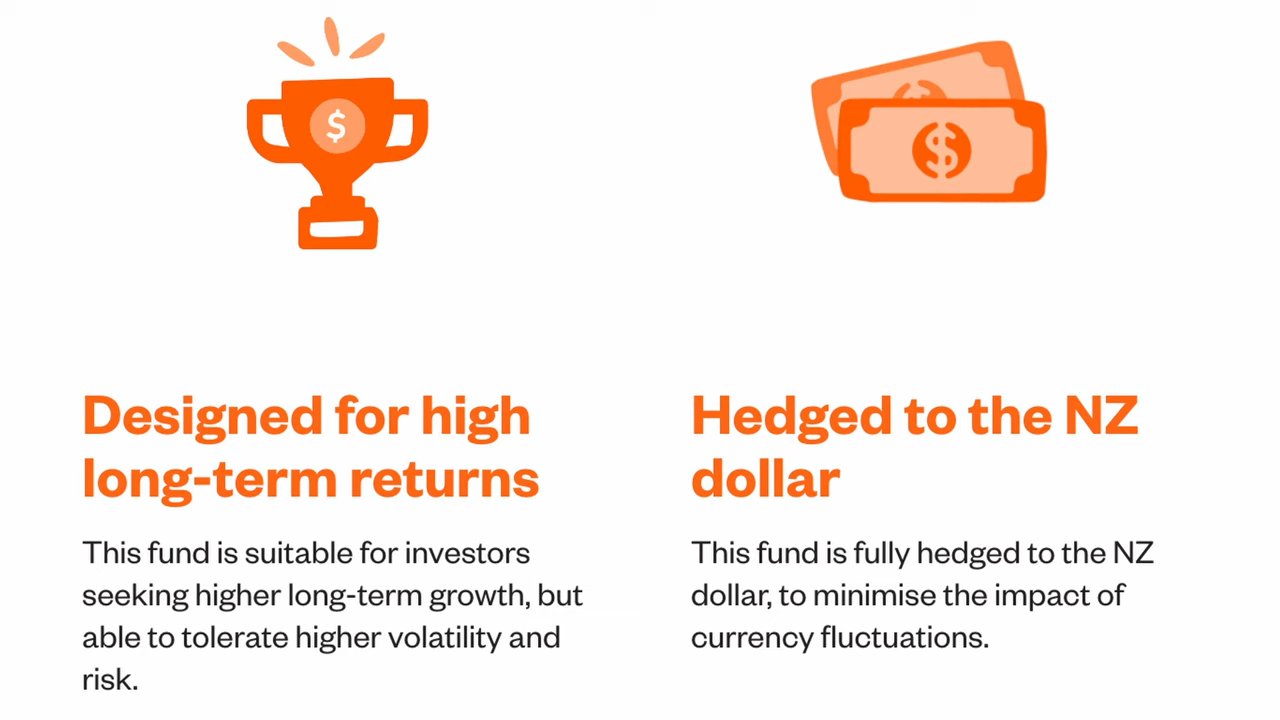 $
$
Designed for high
long-term returns
This fund is suitable for investors
seeking higher long-term growth, but
able to tolerate higher volatility and
risk.
Hedged to the NZ
dollar
This fund is fully hedged to the NZ
dollar, to minimise the impact of
currency fluctuations.